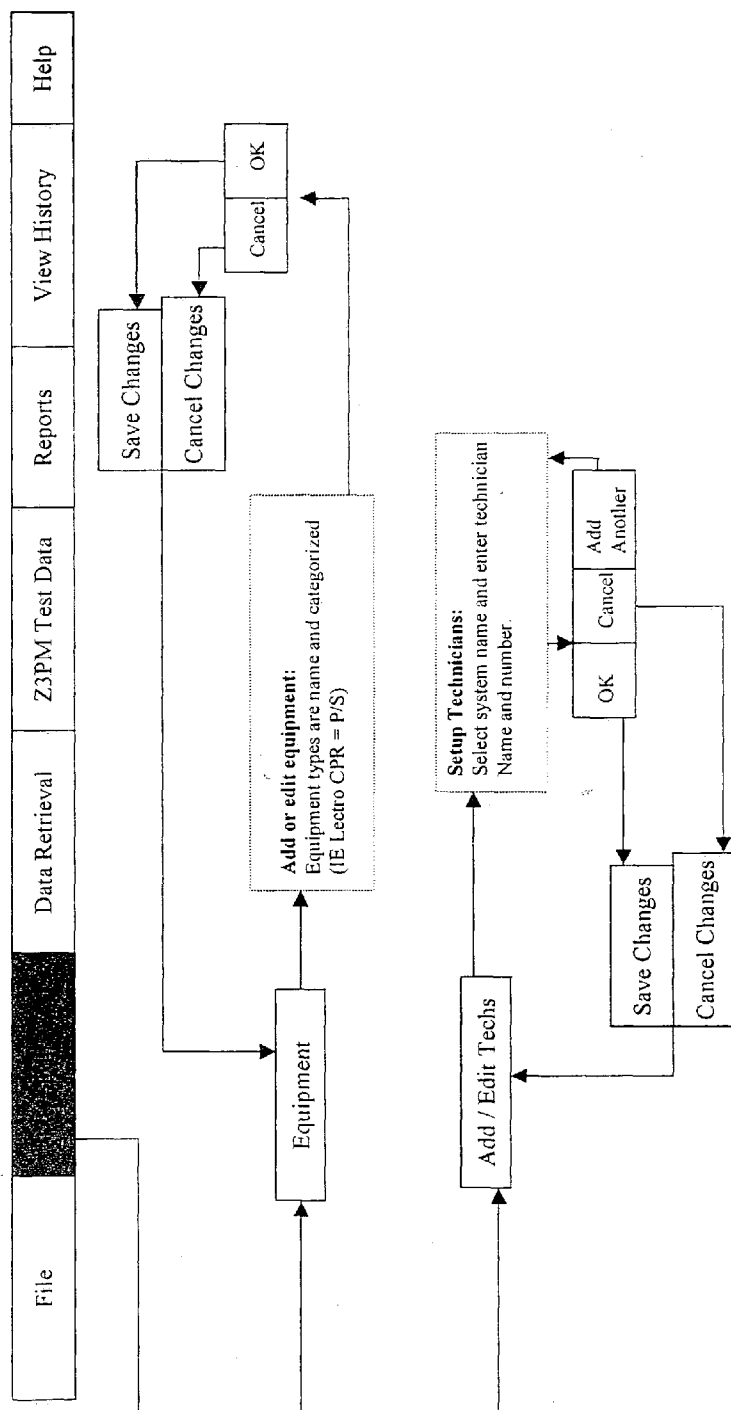 File
Data Retrieval
Z3PM Test Data
Reports
View History
Help
Save Changes
Cancel Changes
Cancel
OK
Equipment
Add or edit equipment:
Equipment types are name and categorized
(IE Lectro CPR = P/S)
Add / Edit Techs
Setup Technicians:
Select system name and enter technician
Name and number.
OK
Cancel
Add
Another
Save Changes
Cancel Changes